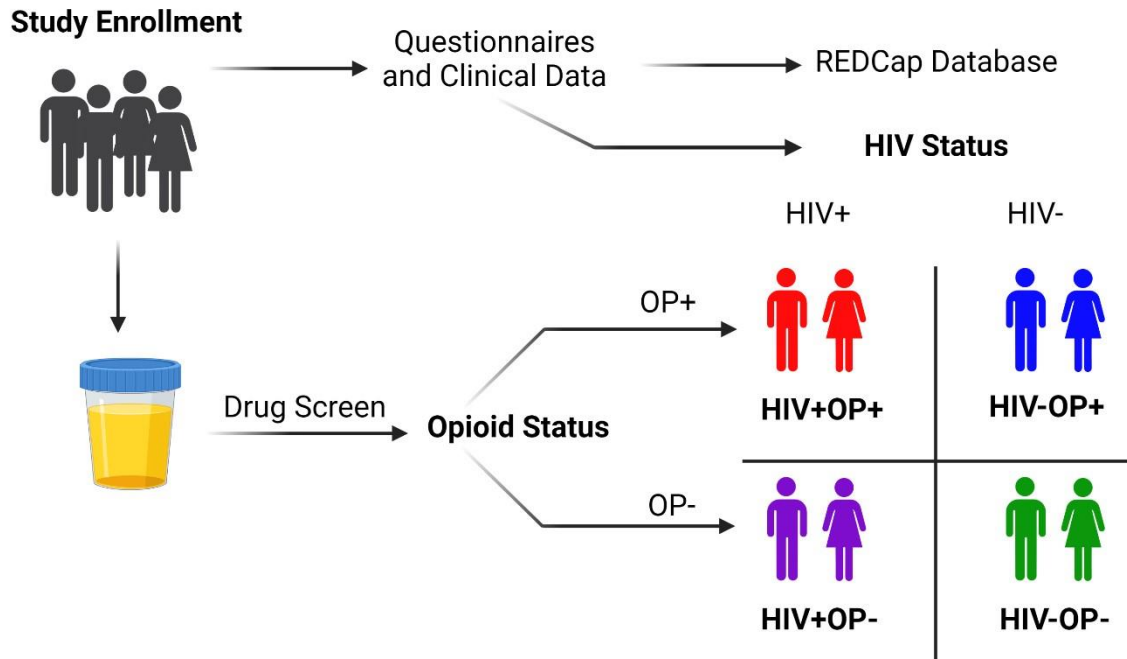 Study Enrollment
Questionnaires
and Clinical Data
REDCap Database
HIV Status
HIV+
HIV-
OP+
HIV+OP+
HIV-OP+
Drug Screen
Opioid Status
OP-
HIV+OP-
HIV-OP-